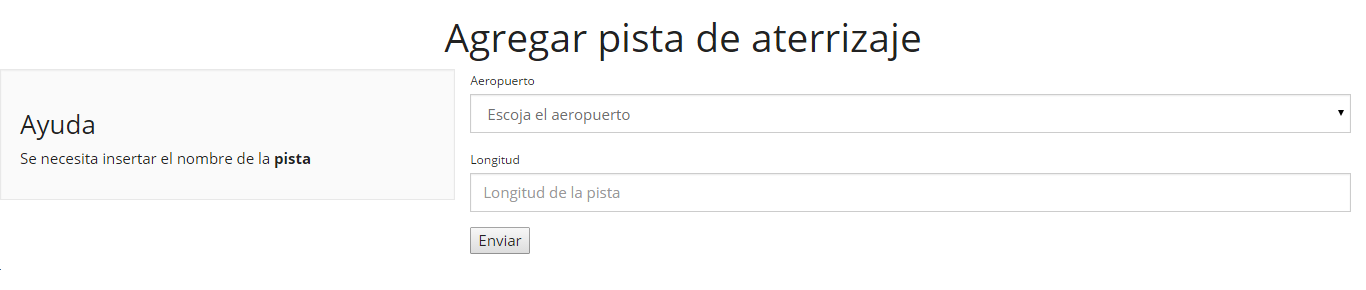 Agregar pista de aterrizaje
Ayuda
Se necesita insertar el nombre de la pista
Aeropuerto
Escoja el aeropuerto
Longitud
Longitud de la pista
Enviar